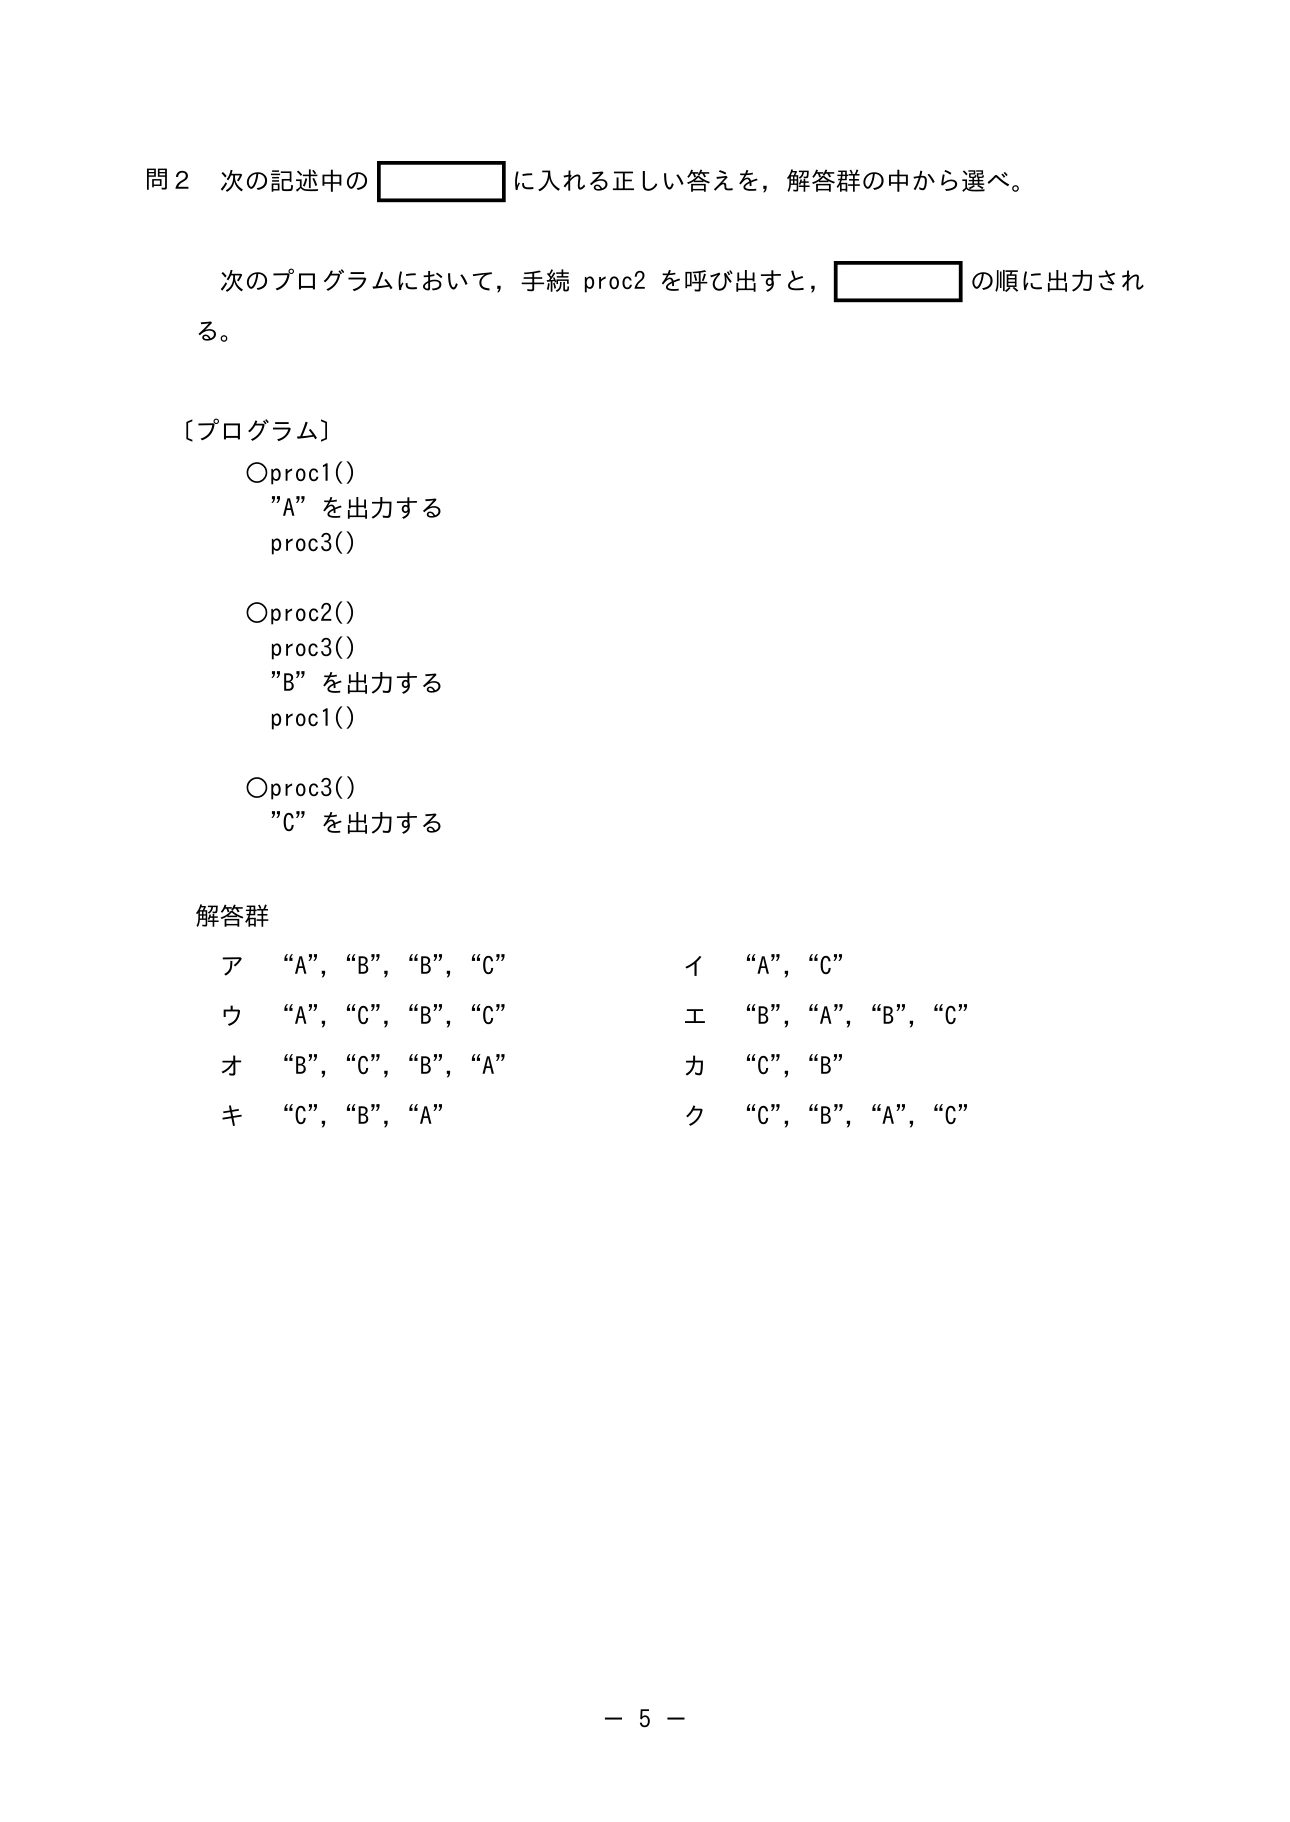 問２　次の記述中の　　　に入れる正しい答えを，解答群の中から選べ。
次のプログラムにおいて，手続 proc2 を呼び出すと，　　　の順に出力され
る。
〔プログラム〕
○proc1()
”A” を出力する
proc3()
○proc2()
proc3()
”B” を出力する
proc1()
○proc3()
”C” を出力する
解答群
ア　“A”，“B”，“B”，“C”　イ　“A”，“C”
ウ　“A”，“C”，“B”，“C”　エ　“B”，“A”，“B”，“C”
オ　“B”，“C”，“B”，“A”　カ　“C”，“B”
キ　“C”，“B”，“A”　ク　“C”，“B”，“A”，“C”
－ 5 －